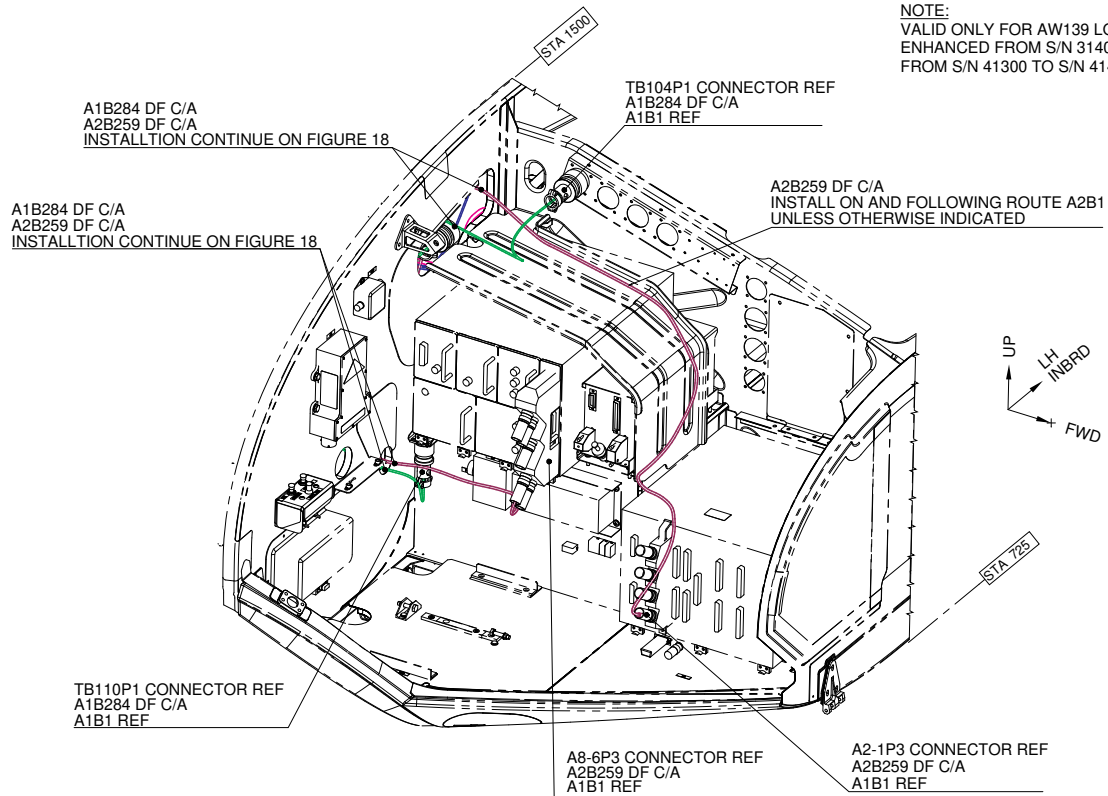 NOTE:
VALID ONLY FOR AW139 LO
ENHANCED FROM S/N 3140
FROM S/N 41300 TO S/N 414
STA 1500
TB104P1 CONNECTOR REF
A1B284 DF C/A
A1B1 REF
A1B284 DF C/A
A2B259 DF C/A
INSTALLTION CONTINUE ON FIGURE 18
A2B259 DF C/A
INSTALL ON AND FOLLOWING ROUTE A2B1
UNLESS OTHERWISE INDICATED
A1B284 DF C/A
A2B259 DF C/A
INSTALLTION CONTINUE ON FIGURE 18
UP
LH
INBRD
FWD
STA 725
TB110P1 CONNECTOR REF
A1B284 DF C/A
A1B1 REF
A8-6P3 CONNECTOR REF
A2B259 DF C/A
A1B1 REF
A2-1P3 CONNECTOR REF
A2B259 DF C/A
A1B1 REF